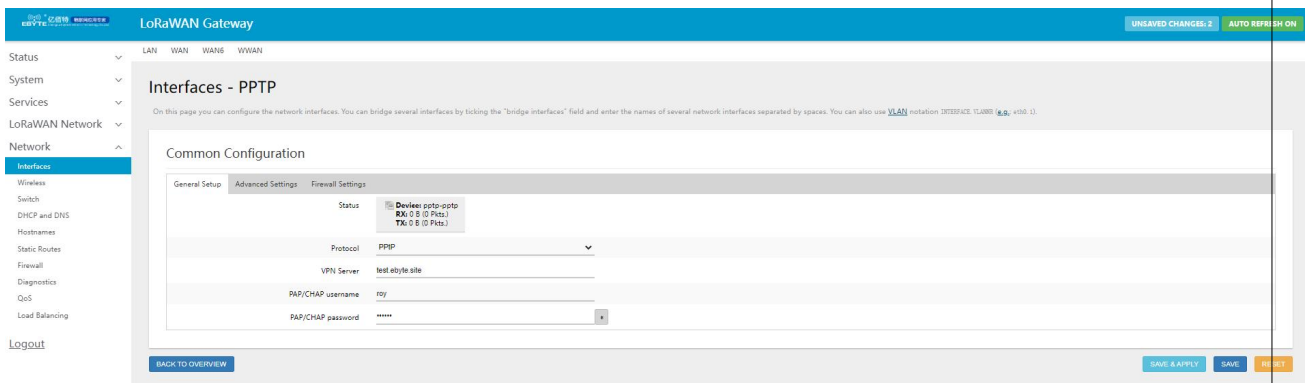 EBYTE 亿佰特
LoRaWAN Gateway
UNSAVED CHANGES: 2
AUTO REFRESH ON
LAN WAN WAN6 WWAN
Status
System
Services
LoRaWAN Network
Network
Interfaces
Wireless
Switch
DHCP and DNS
Hostnames
Static Routes
Firewall
Diagnostics
QoS
Load Balancing
Logout
Interfaces - PPTP
On this page you can configure the network interfaces. You can bridge several interfaces by ticking the "bridge interfaces" field and enter the names of several network interfaces separated by spaces. You can also use VLAN notation INTERFACE.VLANNR (e.g.: eth0.1).
Common Configuration
General Setup Advanced Settings Firewall Settings
Status
Device: pptp-pptp
RX: 0 B (0 Pkts.)
TX: 0 B (0 Pkts.)
Protocol PPtP
VPN Server test.ebyte.site
PAP/CHAP username roy
PAP/CHAP password ••••••
BACK TO OVERVIEW
SAVE & APPLY
SAVE
RESET